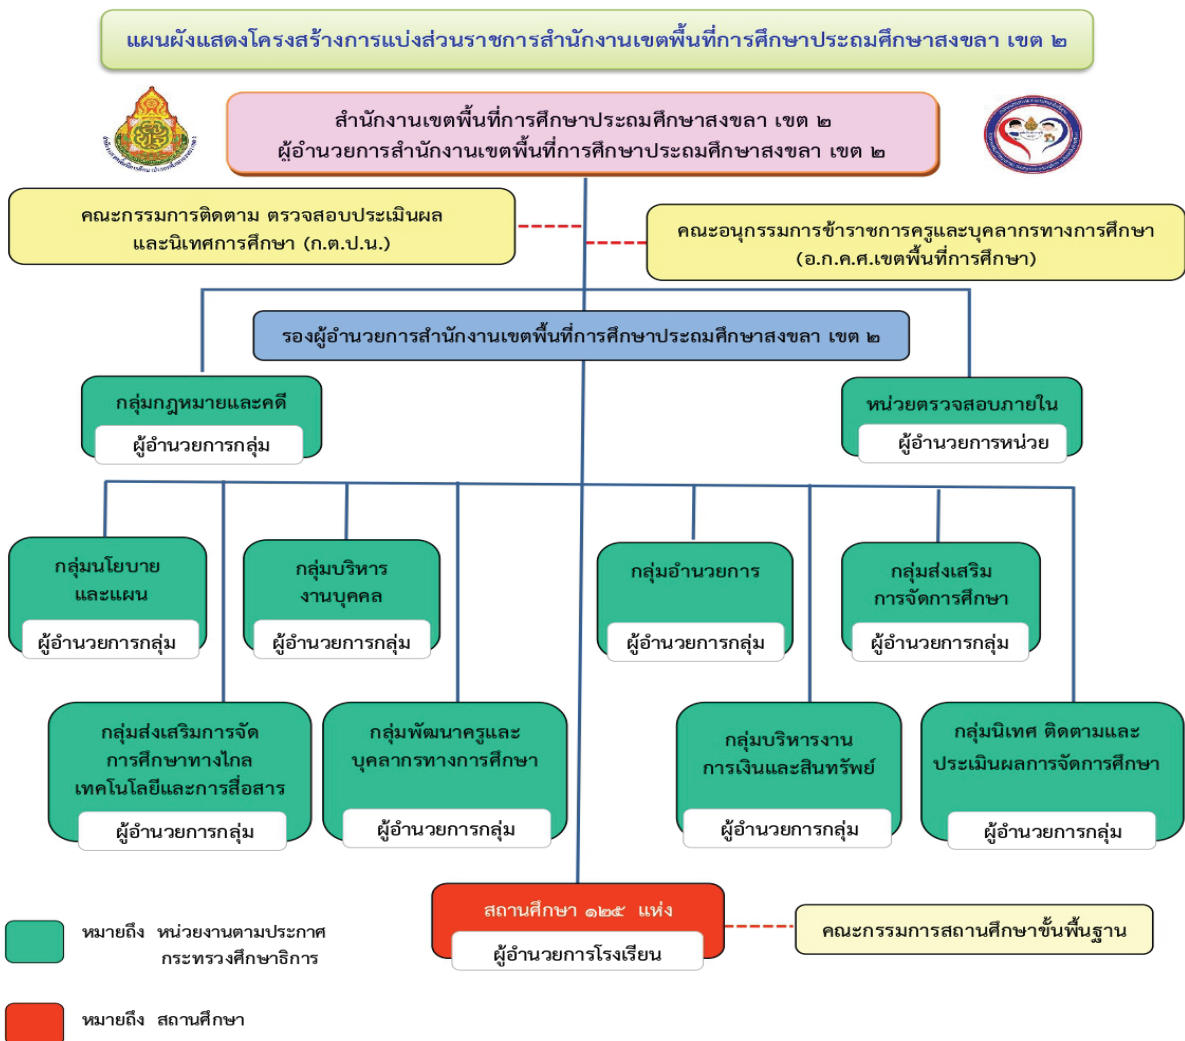 แผนผังแสดงโครงสร้างการแบ่งส่วนราชการสำนักงานเขตพื้นที่การศึกษาประถมศึกษาสงขลา เขต ๒
สำนักงานเขตพื้นที่การศึกษาประถมศึกษาสงขลา เขต ๒
ผู้อำนวยการสำนักงานเขตพื้นที่การศึกษาประถมศึกษาสงขลา เขต ๒
คณะกรรมการติดตาม ตรวจสอบประเมินผล
และนิเทศการศึกษา (ก.ต.ป.น.)
คณะอนุกรรมการข้าราชการครูและบุคลากรทางการศึกษา
(อ.ก.ค.ศ.เขตพื้นที่การศึกษา)
รองผู้อำนวยการสำนักงานเขตพื้นที่การศึกษาประถมศึกษาสงขลา เขต ๒
กลุ่มกฎหมายและคดี
ผู้อำนวยการกลุ่ม
หน่วยตรวจสอบภายใน
ผู้อำนวยการหน่วย
กลุ่มนโยบาย
และแผน
ผู้อำนวยการกลุ่ม
กลุ่มบริหาร
งานบุคคล
ผู้อำนวยการกลุ่ม
กลุ่มอำนวยการ
ผู้อำนวยการกลุ่ม
กลุ่มส่งเสริม
การจัดการศึกษา
ผู้อำนวยการกลุ่ม
กลุ่มส่งเสริมการจัด
การศึกษาทางไกล
เทคโนโลยีและการสื่อสาร
ผู้อำนวยการกลุ่ม
กลุ่มพัฒนาครูและ
บุคลากรทางการศึกษา
ผู้อำนวยการกลุ่ม
กลุ่มบริหารงาน
การเงินและสินทรัพย์
ผู้อำนวยการกลุ่ม
กลุ่มนิเทศ ติดตามและ
ประเมินผลการจัดการศึกษา
ผู้อำนวยการกลุ่ม
สถานศึกษา ๑๒๕ แห่ง
ผู้อำนวยการโรงเรียน
คณะกรรมการสถานศึกษาขั้นพื้นฐาน
หมายถึง หน่วยงานตามประกาศ
กระทรวงศึกษาธิการ
หมายถึง สถานศึกษา